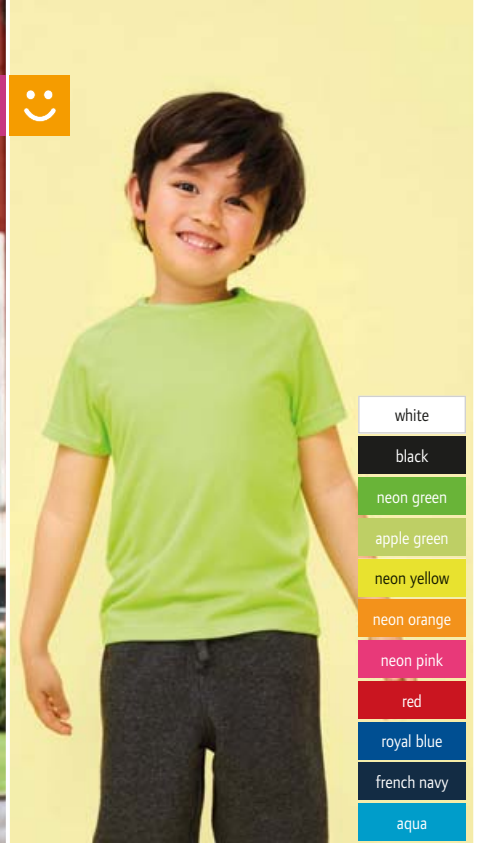 white
black
neon green
apple green
neon yellow
neon orange
neon pink
red
royal blue
french navy
aqua